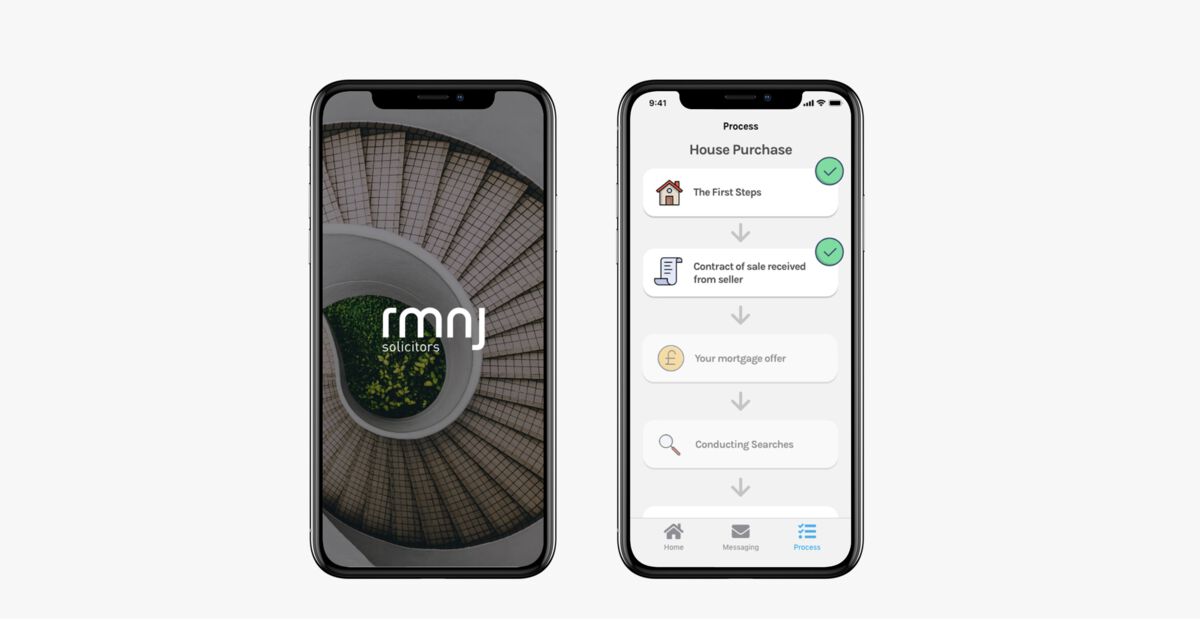 rmnj
solicitors
9:41
Process
House Purchase
The First Steps
Contract of sale received
from seller
£
Your mortgage offer
Conducting Searches
Home
Messaging
Process